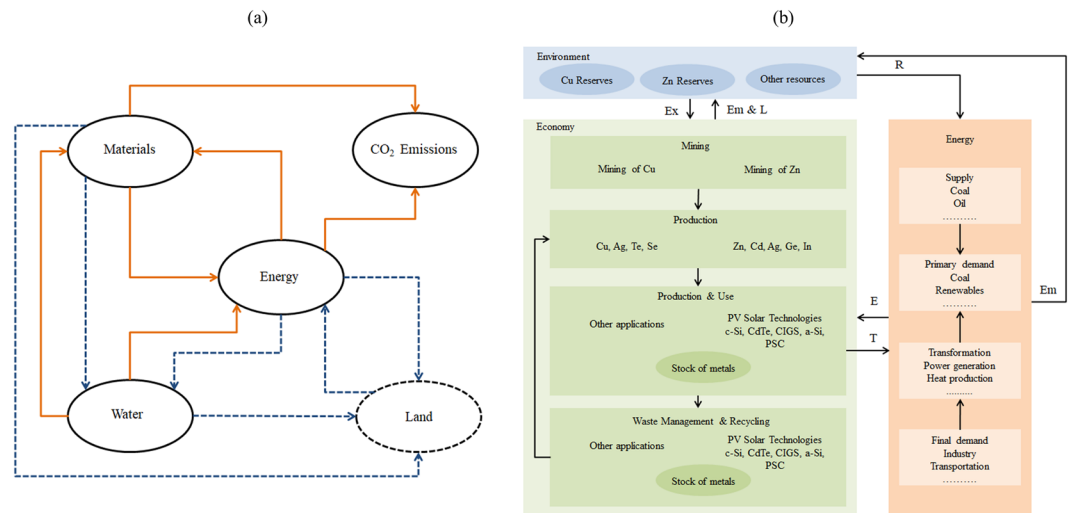 (a)
Materials
CO₂ Emissions
Energy
Water
Land
(b)
Environment
Cu Reserves
Zn Reserves
Other resources
R
Ex
Em & L
Economy
Mining
Mining of Cu
Mining of Zn
Production
Cu, Ag, Te, Se
Zn, Cd, Ag, Ge, In
Production & Use
Other applications
PV Solar Technologies
c-Si, CdTe, CIGS, a-Si,
PSC
Stock of metals
Waste Management & Recycling
Other applications
PV Solar Technologies
c-Si, CdTe, CIGS, a-Si,
PSC
Stock of metals
E
T
Energy
Supply
Coal
Oil
..........
Primary demand
Coal
Renewables
..........
Em
Transformation
Power generation
Heat production
..........
Final demand
Industry
Transportation
..........